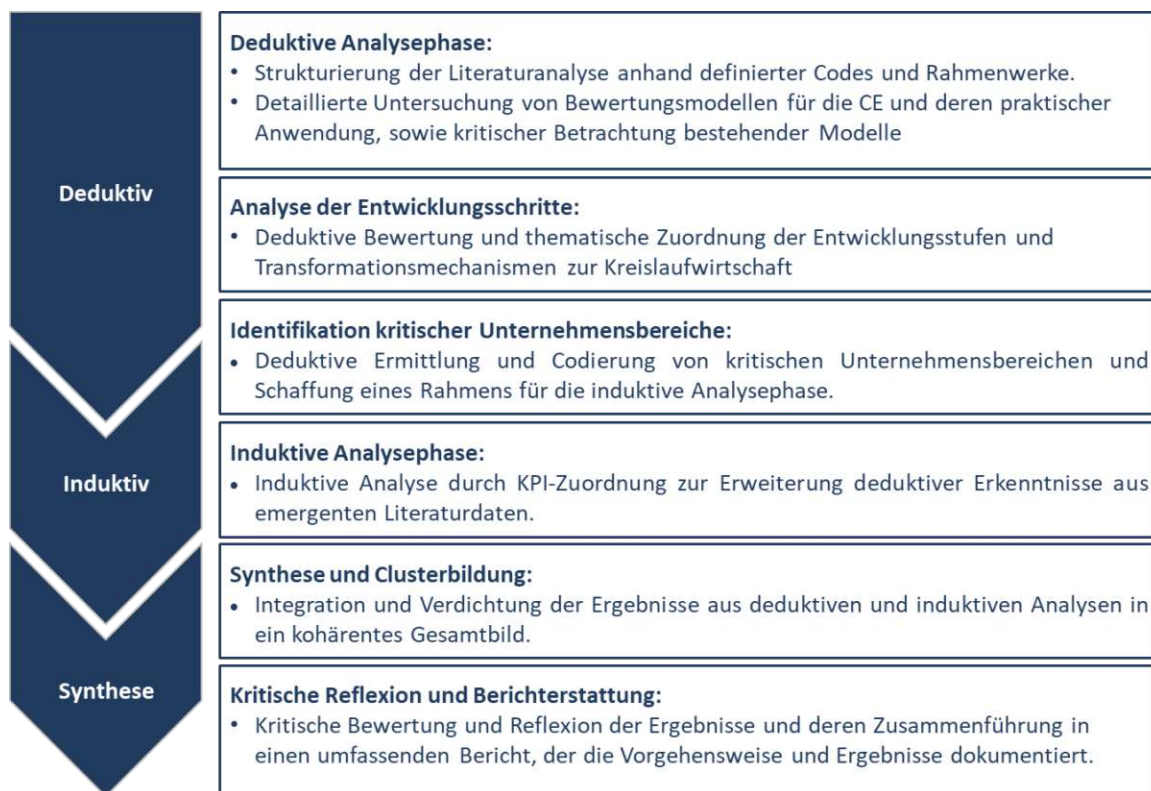 Deduktiv
Deduktive Analysephase:
• Strukturierung der Literaturanalyse anhand definierter Codes und Rahmenwerke.
• Detaillierte Untersuchung von Bewertungsmodellen für die CE und deren praktischer
Anwendung, sowie kritischer Betrachtung bestehender Modelle
Analyse der Entwicklungsschritte:
• Deduktive Bewertung und thematische Zuordnung der Entwicklungsstufen und
Transformationsmechanismen zur Kreislaufwirtschaft
Identifikation kritischer Unternehmensbereiche:
• Deduktive Ermittlung und Codierung von kritischen Unternehmensbereichen und
Schaffung eines Rahmens für die induktive Analysephase.
Induktiv
Induktive Analysephase:
• Induktive Analyse durch KPI-Zuordnung zur Erweiterung deduktiver Erkenntnisse aus
emergenten Literaturdaten.
Synthese
Synthese und Clusterbildung:
• Integration und Verdichtung der Ergebnisse aus deduktiven und induktiven Analysen in
ein kohärentes Gesamtbild.
Kritische Reflexion und Berichterstattung:
• Kritische Bewertung und Reflexion der Ergebnisse und deren Zusammenführung in
einen umfassenden Bericht, der die Vorgehensweise und Ergebnisse dokumentiert.